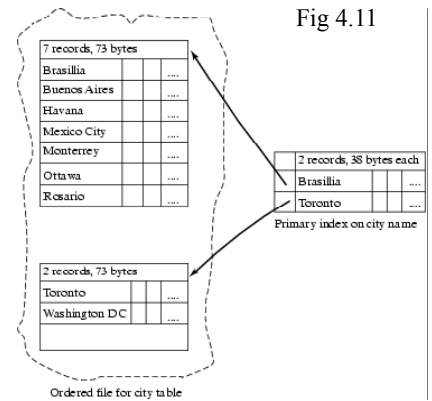 Fig 4.11
7 records, 73 bytes
Brasillia ....
Buenos Aires ....
Havana ....
Mexico City ....
Monterrey ....
Ottawa ....
Rosario ....
2 records, 38 bytes each
Brasillia ....
Toronto ....
Primary index on city name
2 records, 73 bytes
Toronto ....
Washington DC ....
Ordered file for city table